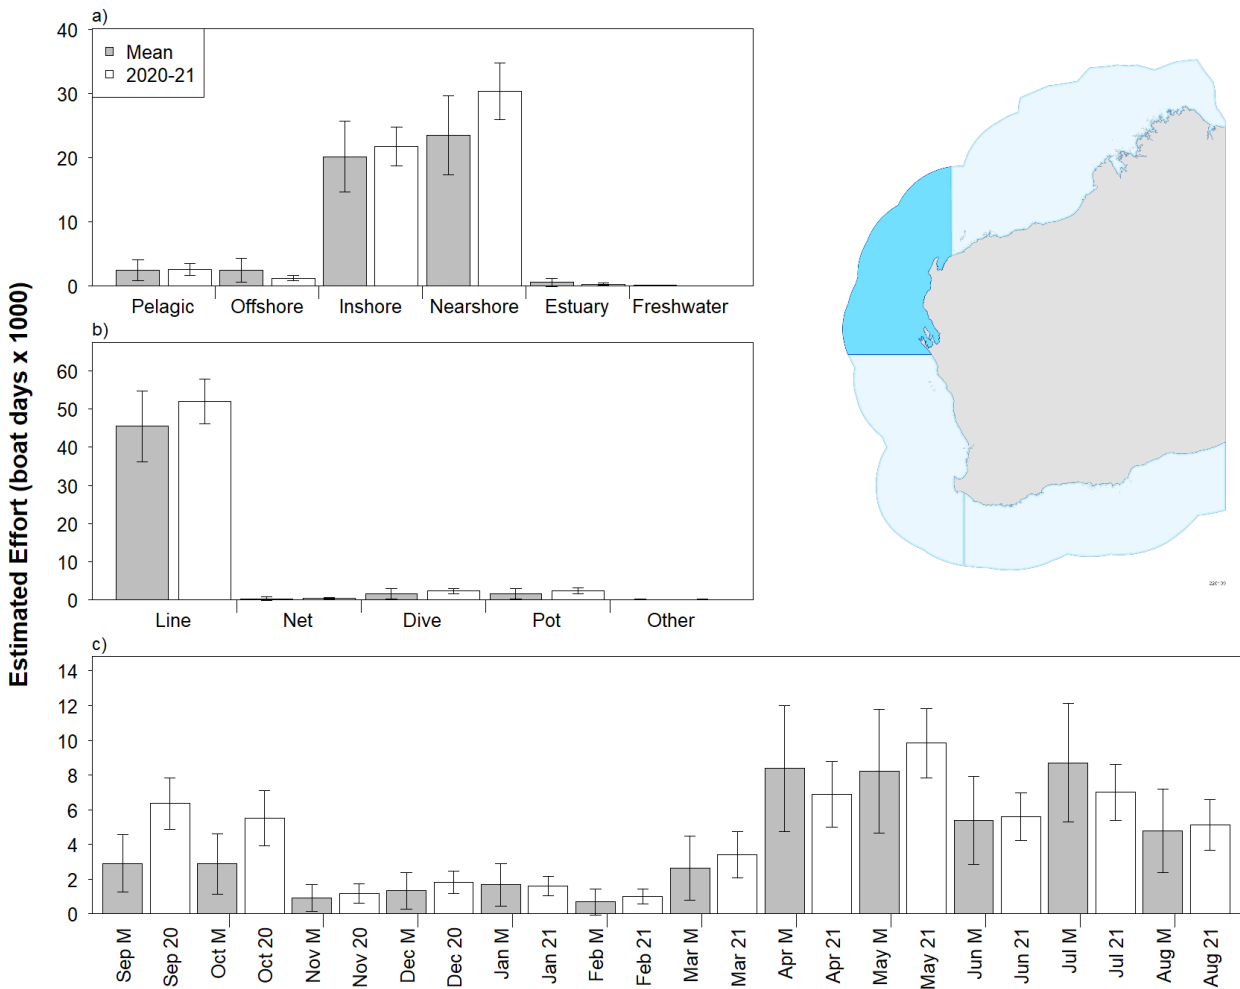 a)
40
30
20
10
0
Mean
2020-21
Pelagic Offshore Inshore Nearshore Estuary Freshwater
Estimated Effort (boat days x 1000)
b)
60
50
40
30
20
10
0
Line Net Dive Pot Other
c)
14
12
10
8
6
4
2
0
Sep M
Sep 20
Oct M
Oct 20
Nov M
Nov 20
Dec M
Dec 20
Jan M
Jan 21
Feb M
Feb 21
Mar M
Mar 21
Apr M
Apr 21
May M
May 21
Jun M
Jun 21
Jul M
Jul 21
Aug M
Aug 21